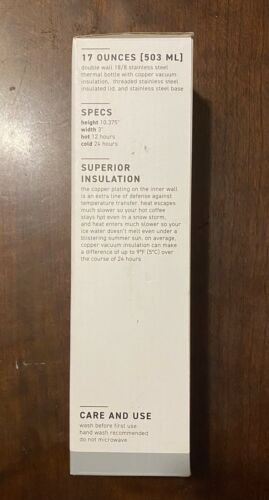 17 OUNCES [503 ML]
double wall 18/8 stainless steel
thermal bottle with copper vacuum
insulation, threaded stainless steel
insulated lid, and stainless steel base
SPECS
height 10.375"
width 3"
hot 12 hours
cold 24 hours
SUPERIOR
INSULATION
the copper plating on the inner wall
is an extra line of defense against
temperature transfer. heat escapes
much slower so your hot coffee
stays hot even in a snow storm,
and heat enters much slower so your
ice water doesn't melt even under a
blistering summer sun. on average,
copper vacuum insulation can make
a difference of up to 9°F (5°C) over
the course of 24 hours
CARE AND USE
wash before first use
hand wash recommended
do not microwave